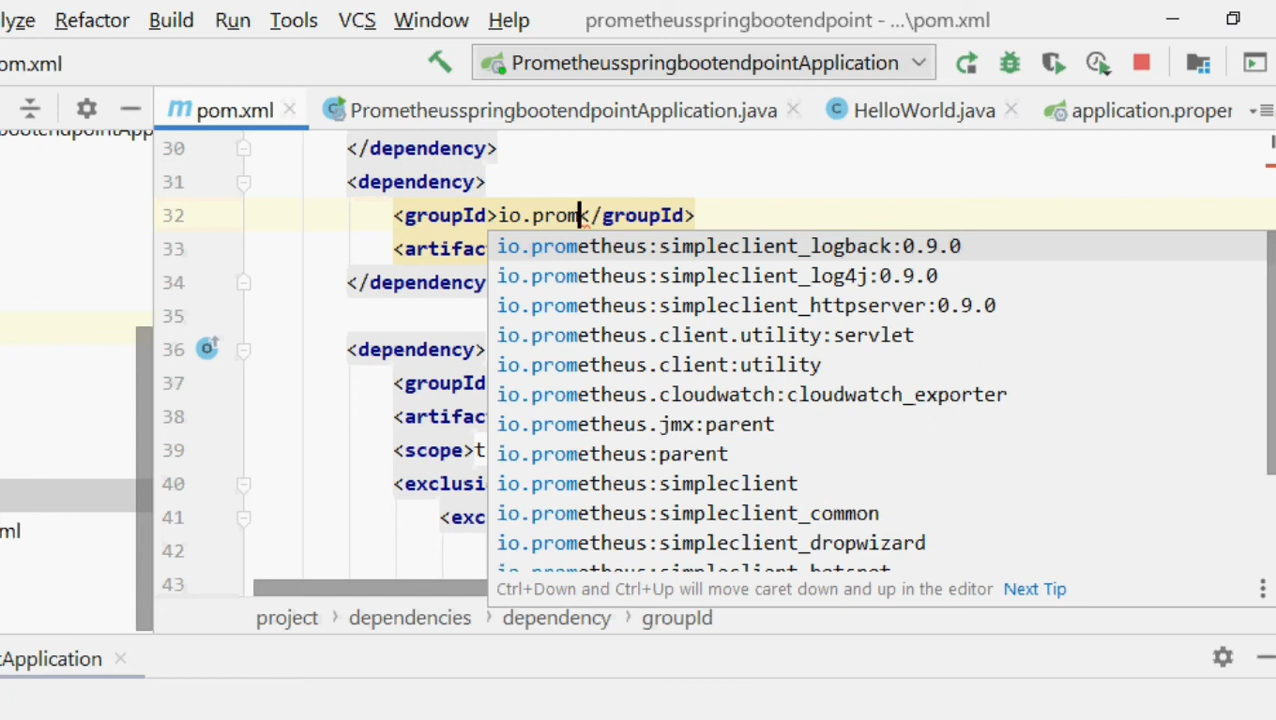 lyze Refactor Build Run Tools VCS Window Help prometheusspringbootendpoint - ...\pom.xml
om.xml PrometheusspringbootendpointApplication
pom.xml PrometheusspringbootendpointApplication.java HelloWorld.java application.proper
ootendpointApp
30 </dependency>
31 <dependency>
32 <groupId>io.prom</groupId>
33 <artifac
34 </dependency
35
36 <dependency>
37 <groupId
38 <artifac
39 <scope>t
40 <exclusi
41 <exc
42
43
io.prometheus:simpleclient_logback:0.9.0
io.prometheus:simpleclient_log4j:0.9.0
io.prometheus:simpleclient_httpserver:0.9.0
io.prometheus.client.utility:servlet
io.prometheus.client:utility
io.prometheus.cloudwatch:cloudwatch_exporter
io.prometheus.jmx:parent
io.prometheus:parent
io.prometheus:simpleclient
io.prometheus:simpleclient_common
io.prometheus:simpleclient_dropwizard
io.prometheus:simpleclient_hotspot
Ctrl+Down and Ctrl+Up will move caret down and up in the editor Next Tip
ml
project dependencies dependency groupId
tApplication